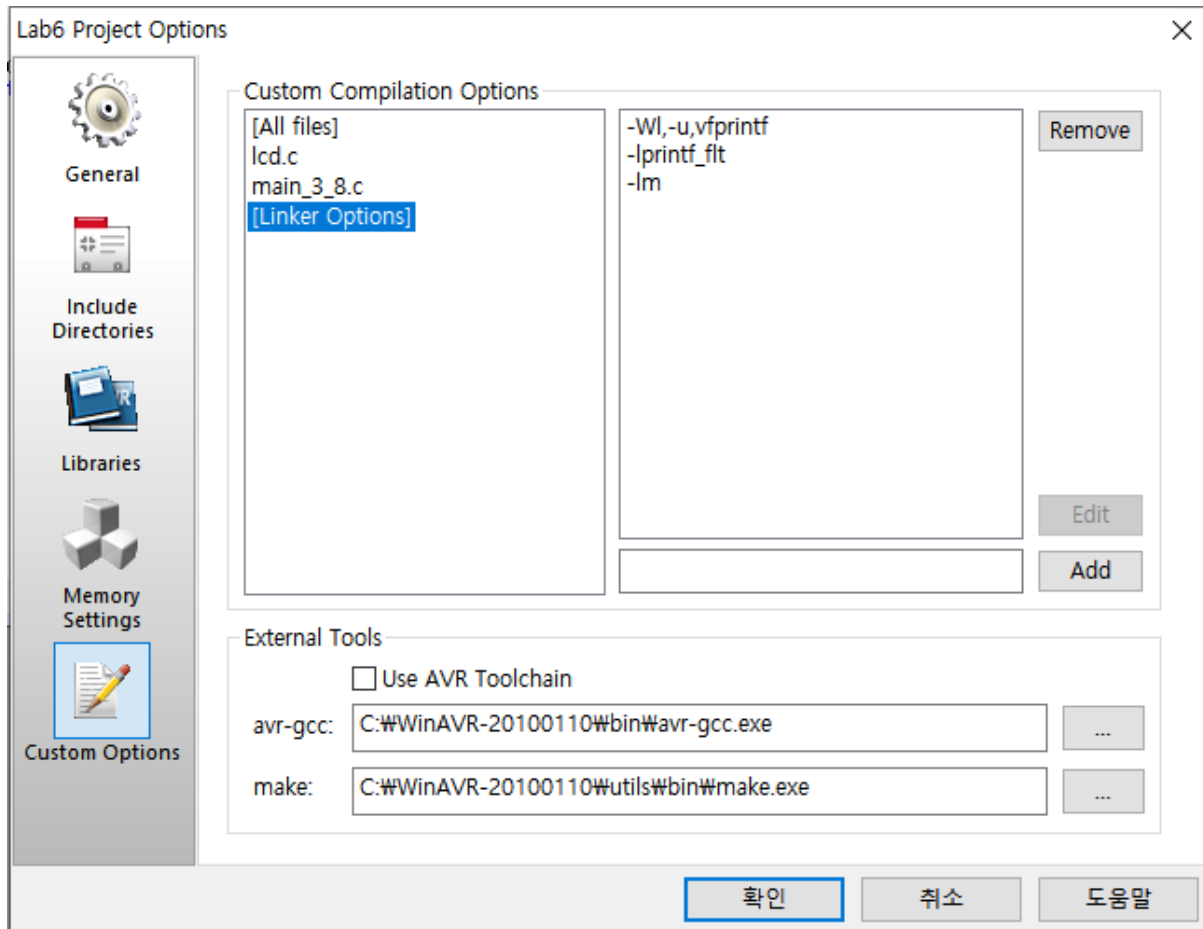 Lab6 Project Options
General
Include
Directories
Libraries
Memory
Settings
Custom Options
Custom Compilation Options
[All files]
lcd.c
main_3_8.c
[Linker Options]
-Wl,-u,vfprintf
-lprintf_flt
-lm
Remove
Edit
Add
External Tools
Use AVR Toolchain
avr-gcc:
C:₩WinAVR-20100110₩bin₩avr-gcc.exe
...
make:
C:₩WinAVR-20100110₩utils₩bin₩make.exe
...
확인
취소
도움말